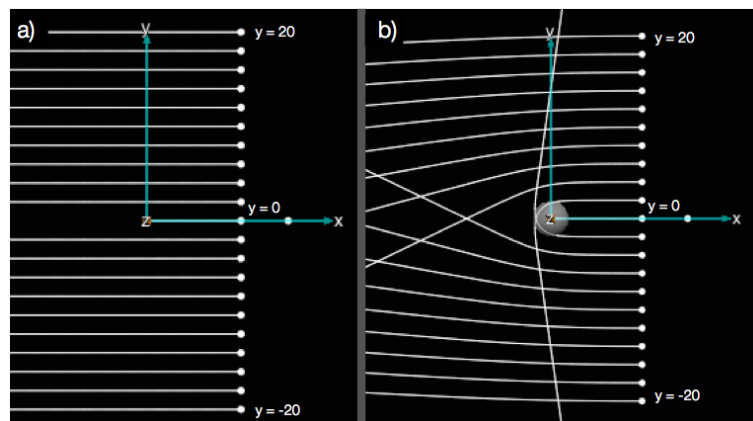 a)
y
y = 20
y = 0
z
x
y = -20
b)
y
20
y = 0
z
x
y = -20